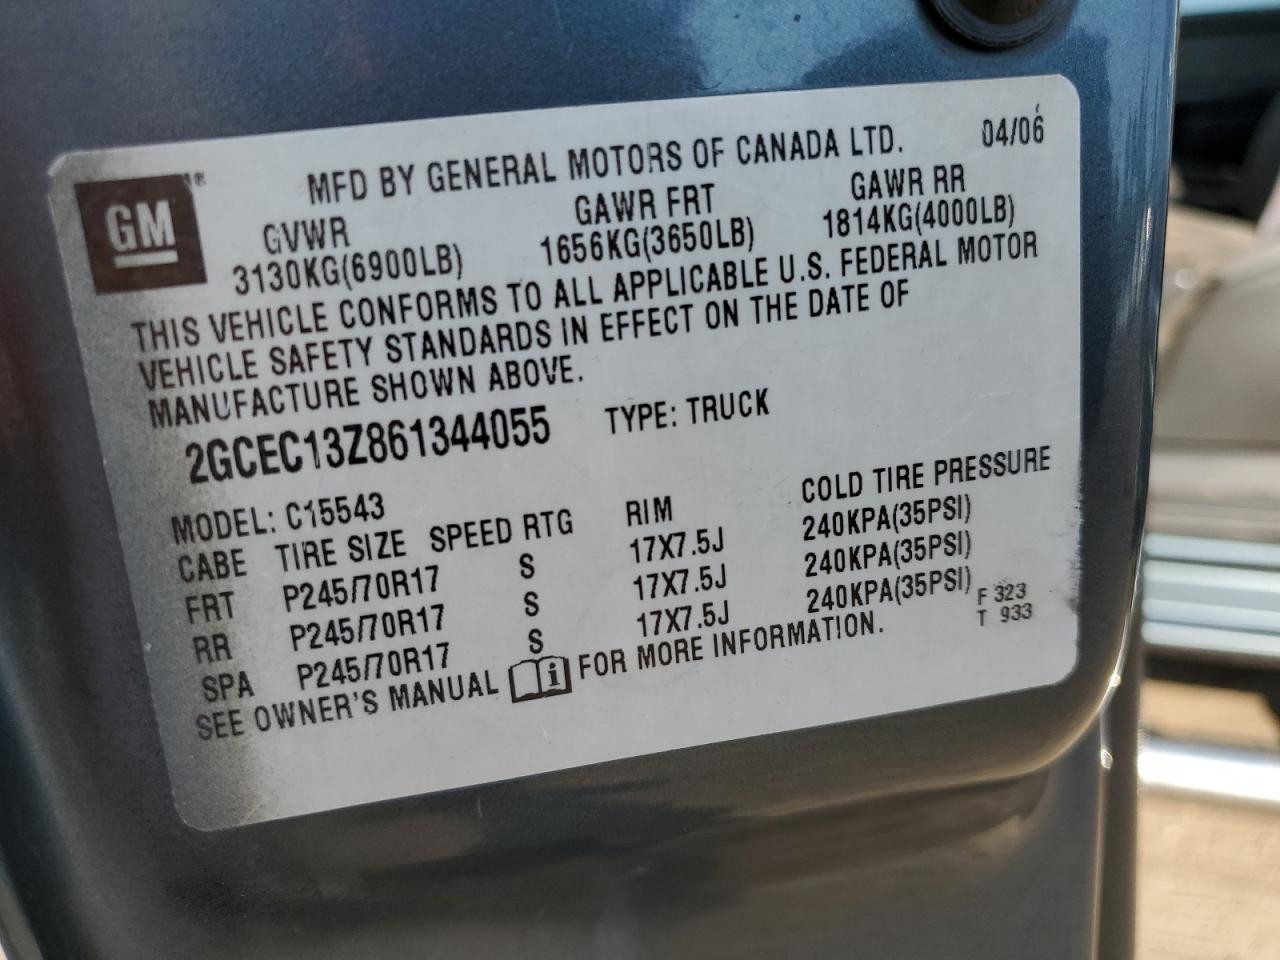 GM ®
MFD BY GENERAL MOTORS OF CANADA LTD. 04/06
GVWR GAWR FRT GAWR RR
3130KG(6900LB) 1656KG(3650LB) 1814KG(4000LB)
THIS VEHICLE CONFORMS TO ALL APPLICABLE U.S. FEDERAL MOTOR
VEHICLE SAFETY STANDARDS IN EFFECT ON THE DATE OF
MANUFACTURE SHOWN ABOVE.
2GCEC13Z861344055 TYPE: TRUCK
MODEL: C15543
CABE TIRE SIZE SPEED RTG RIM COLD TIRE PRESSURE
FRT P245/70R17 S 17X7.5J 240KPA(35PSI)
RR P245/70R17 S 17X7.5J 240KPA(35PSI)
SPA P245/70R17 S 17X7.5J 240KPA(35PSI)
SEE OWNER'S MANUAL i FOR MORE INFORMATION.
F 323
T 933